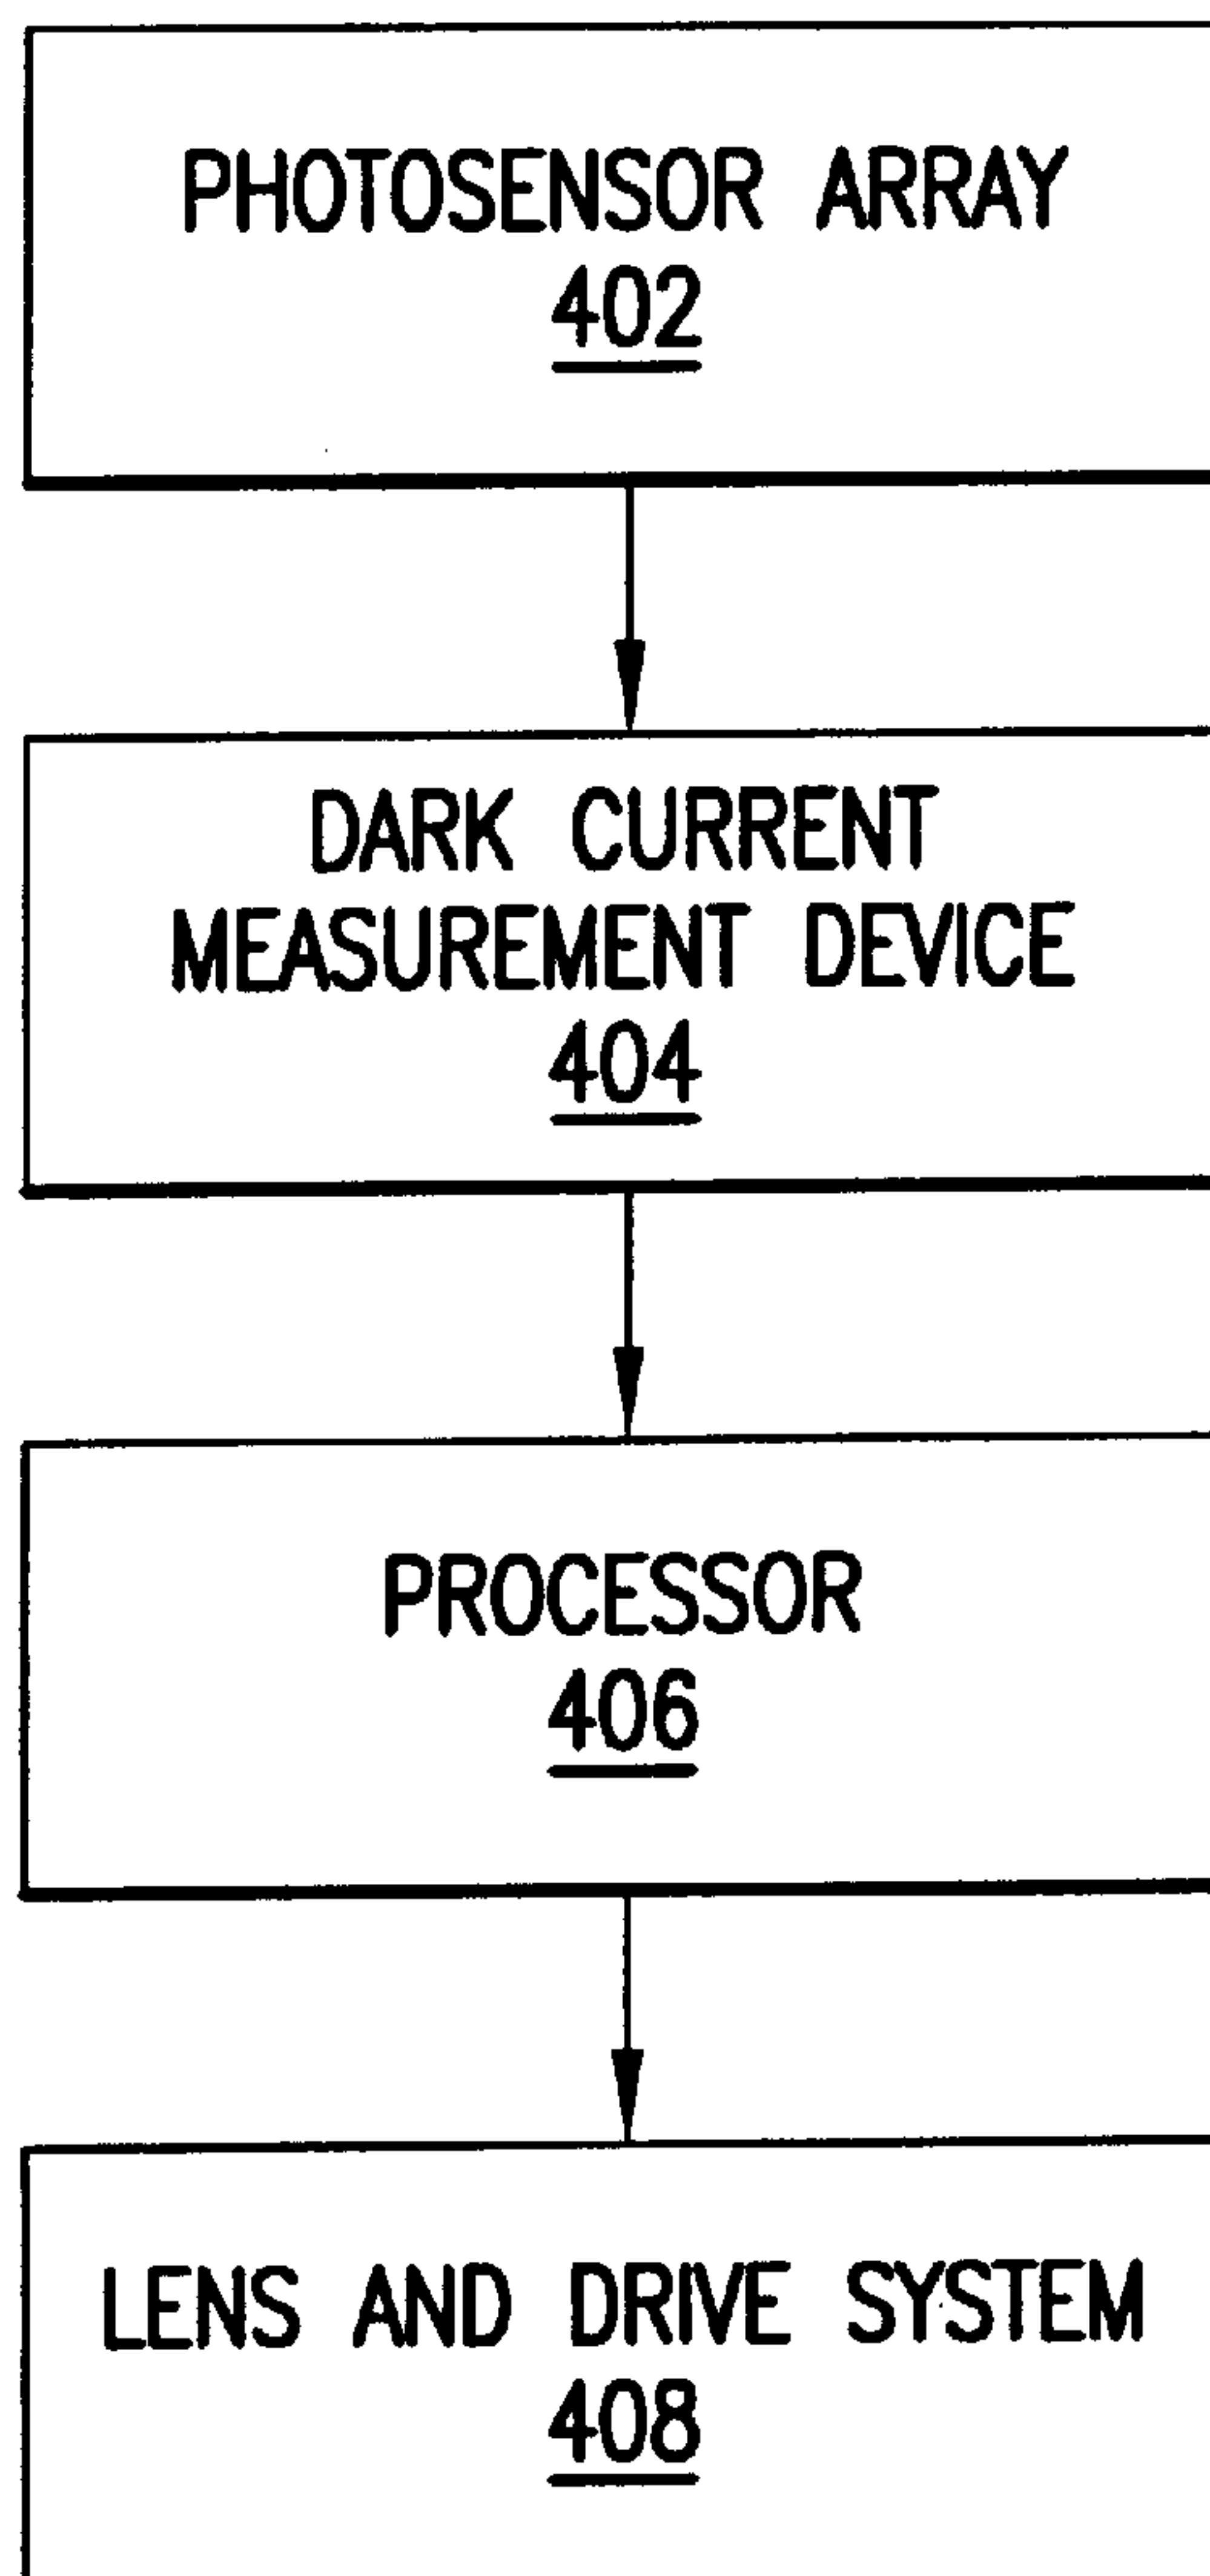 PHOTOSENSOR ARRAY
402
DARK CURRENT
MEASUREMENT DEVICE
404
PROCESSOR
406
LENS AND DRIVE SYSTEM
408